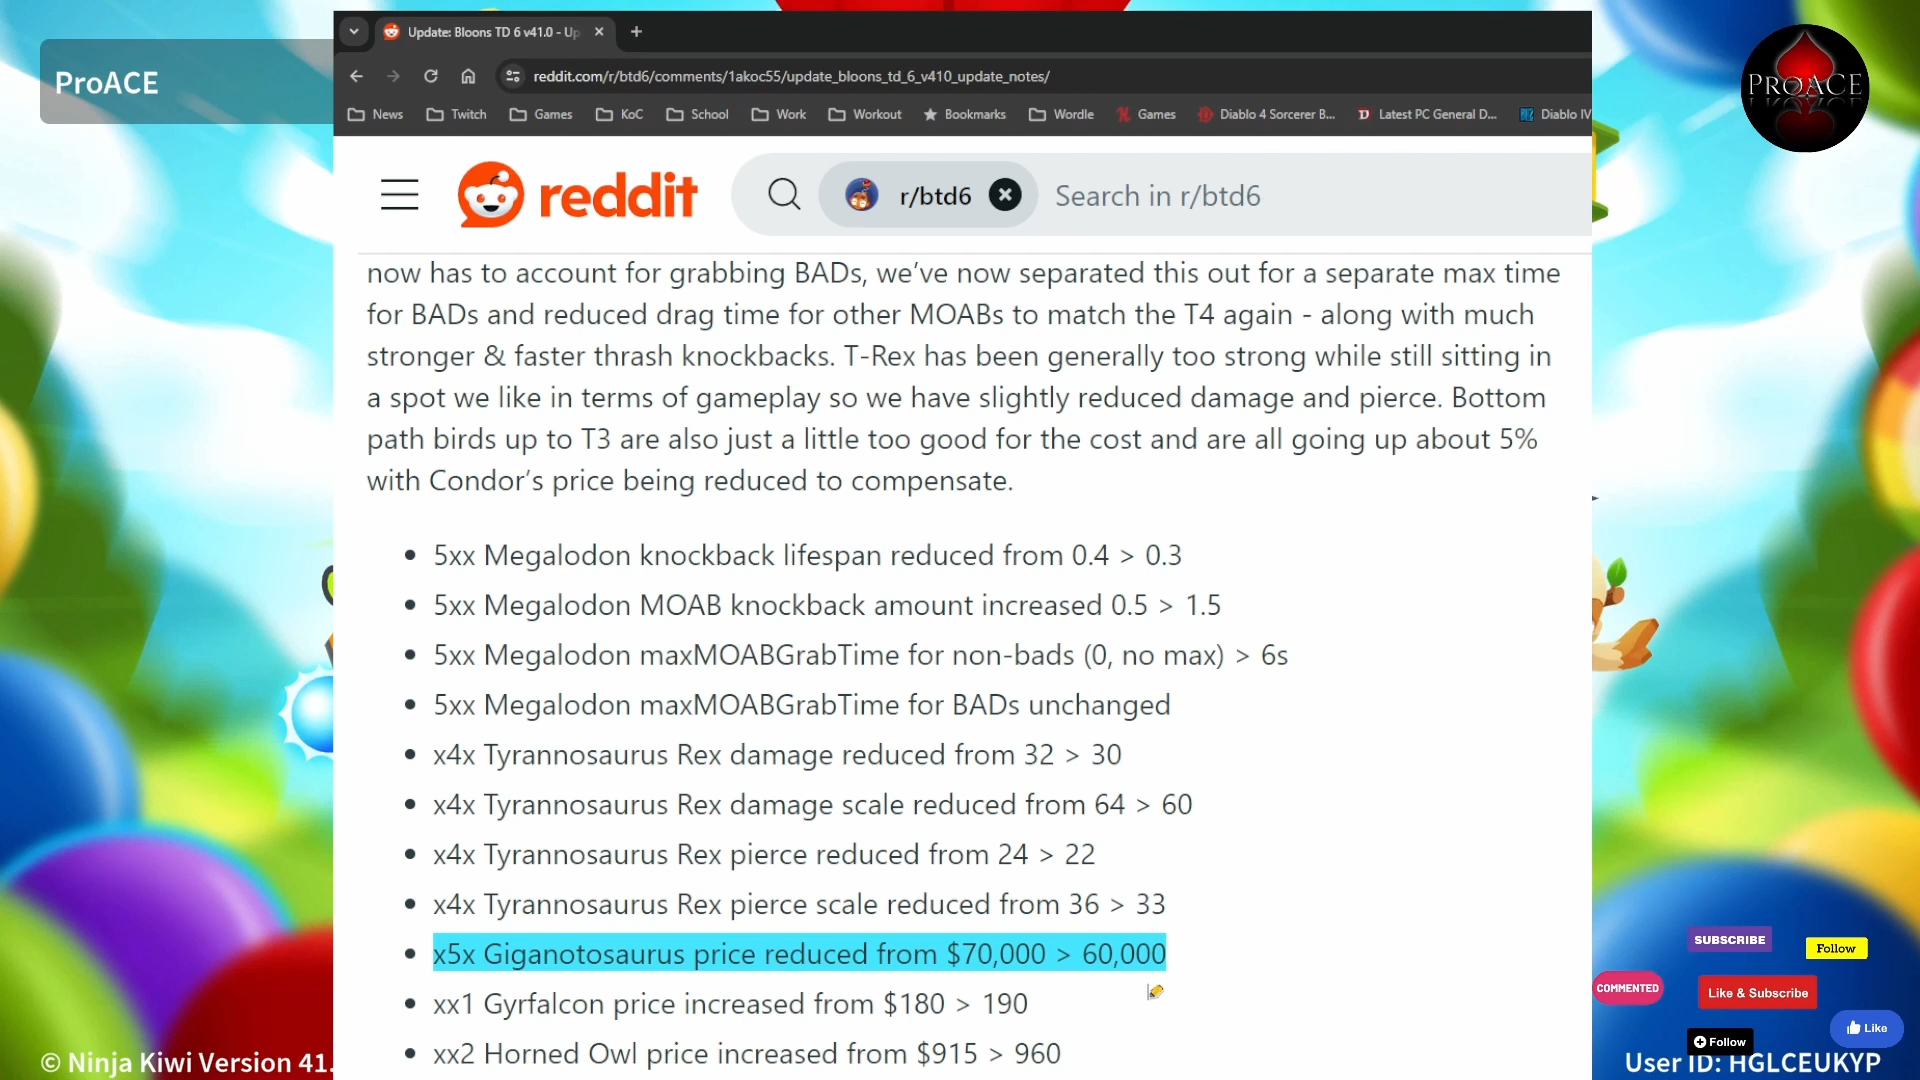 ProACE
Update: Bloons TD 6 v41.0 - Up
reddit.com/r/btd6/comments/1akoc55/update_bloons_td_6_v410_update_notes/
News Twitch Games KoC School Work Workout Bookmarks Wordle Games Diablo 4 Sorcerer B... Latest PC General D... Diablo IV
PROACE
reddit r/btd6 Search in r/btd6
now has to account for grabbing BADs, we’ve now separated this out for a separate max time
for BADs and reduced drag time for other MOABs to match the T4 again - along with much
stronger & faster thrash knockbacks. T-Rex has been generally too strong while still sitting in
a spot we like in terms of gameplay so we have slightly reduced damage and pierce. Bottom
path birds up to T3 are also just a little too good for the cost and are all going up about 5%
with Condor’s price being reduced to compensate.
• 5xx Megalodon knockback lifespan reduced from 0.4 > 0.3
• 5xx Megalodon MOAB knockback amount increased 0.5 > 1.5
• 5xx Megalodon maxMOABGrabTime for non-bads (0, no max) > 6s
• 5xx Megalodon maxMOABGrabTime for BADs unchanged
• x4x Tyrannosaurus Rex damage reduced from 32 > 30
• x4x Tyrannosaurus Rex damage scale reduced from 64 > 60
• x4x Tyrannosaurus Rex pierce reduced from 24 > 22
• x4x Tyrannosaurus Rex pierce scale reduced from 36 > 33
• x5x Giganotosaurus price reduced from $70,000 > 60,000
• xx1 Gyrfalcon price increased from $180 > 190
• xx2 Horned Owl price increased from $915 > 960
SUBSCRIBE
Follow
COMMENTED
Like & Subscribe
Like
Follow
© Ninja Kiwi Version 41.
User ID: HGLCEUKYP